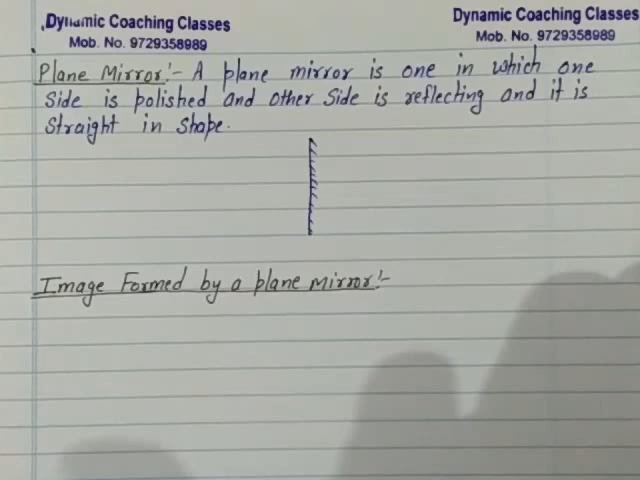 Dynamic Coaching Classes
Mob. No. 9729358989
Dynamic Coaching Classes
Mob. No. 9729358989
Plane Mirror:- A plane mirror is one in which one
Side is polished and other Side is reflecting and it is
Straight in Shape.
Image Formed by a plane mirror:-